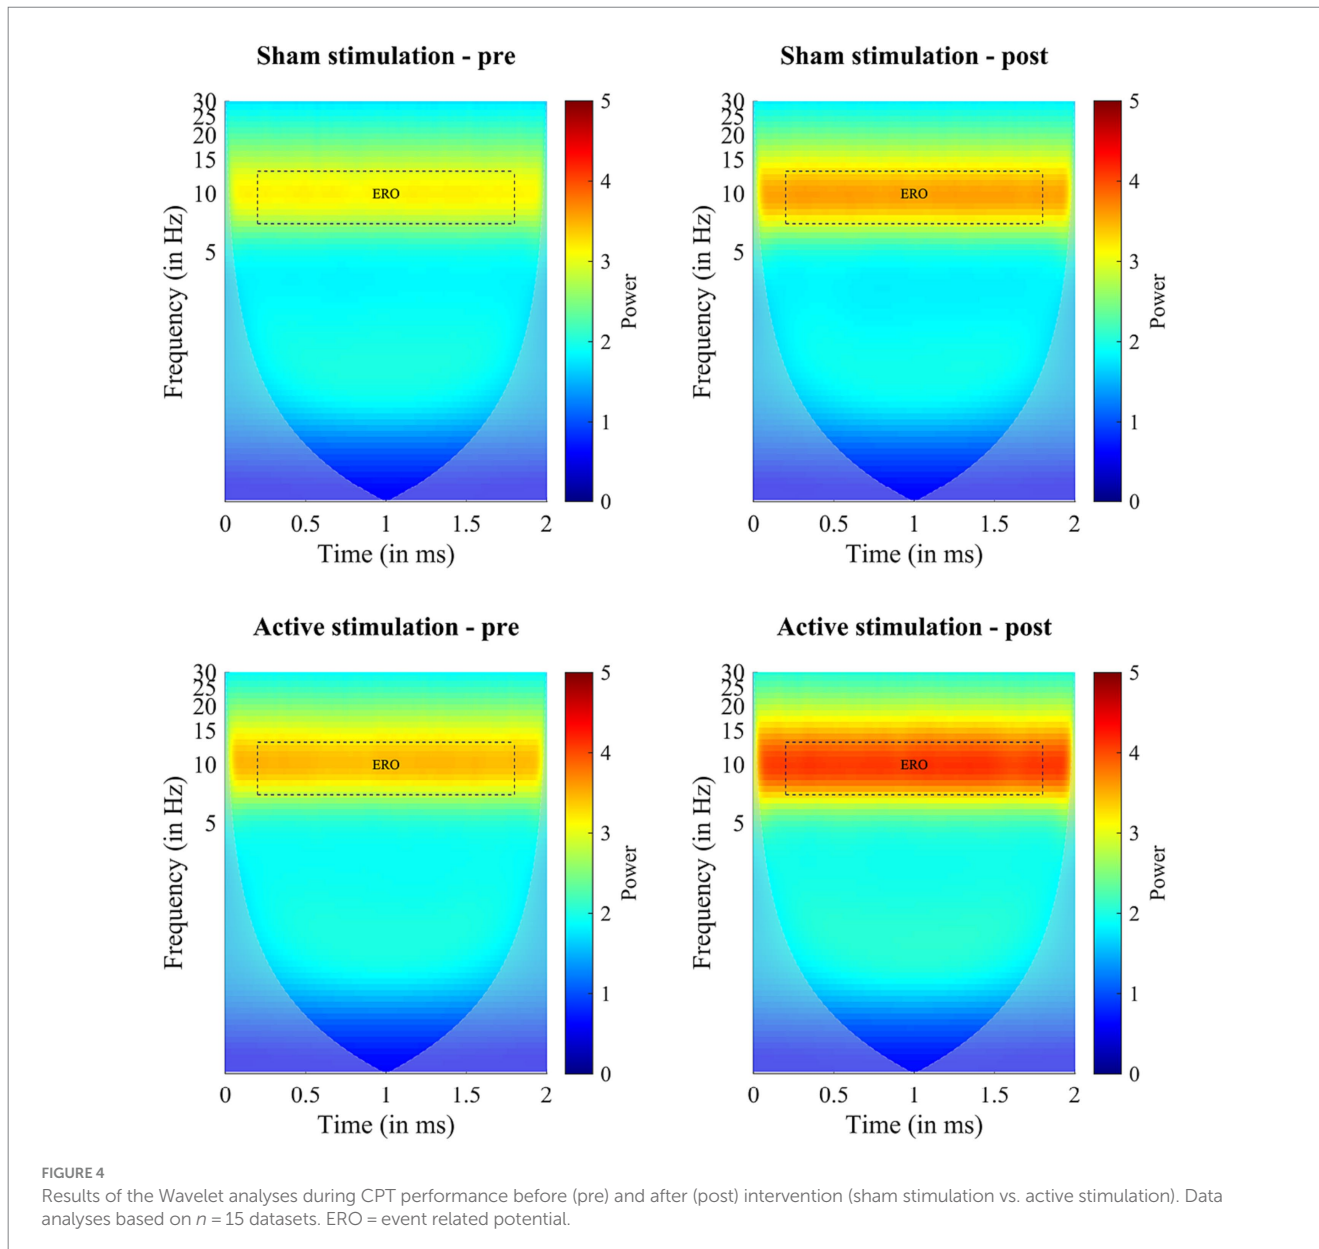 Sham stimulation - pre
Sham stimulation - post
30
25
20
15
10
5
Frequency (in Hz)
ERO
0
0.5
1
1.5
2
Time (in ms)
5
4
3
2
1
0
Power
30
25
20
15
10
5
Frequency (in Hz)
ERO
0
0.5
1
1.5
2
Time (in ms)
5
4
3
2
1
0
Power
Active stimulation - pre
Active stimulation - post
30
25
20
15
10
5
Frequency (in Hz)
ERO
0
0.5
1
1.5
2
Time (in ms)
5
4
3
2
1
0
Power
30
25
20
15
10
5
Frequency (in Hz)
ERO
0
0.5
1
1.5
2
Time (in ms)
5
4
3
2
1
0
Power
FIGURE 4
Results of the Wavelet analyses during CPT performance before (pre) and after (post) intervention (sham stimulation vs. active stimulation). Data
analyses based on n = 15 datasets. ERO = event related potential.